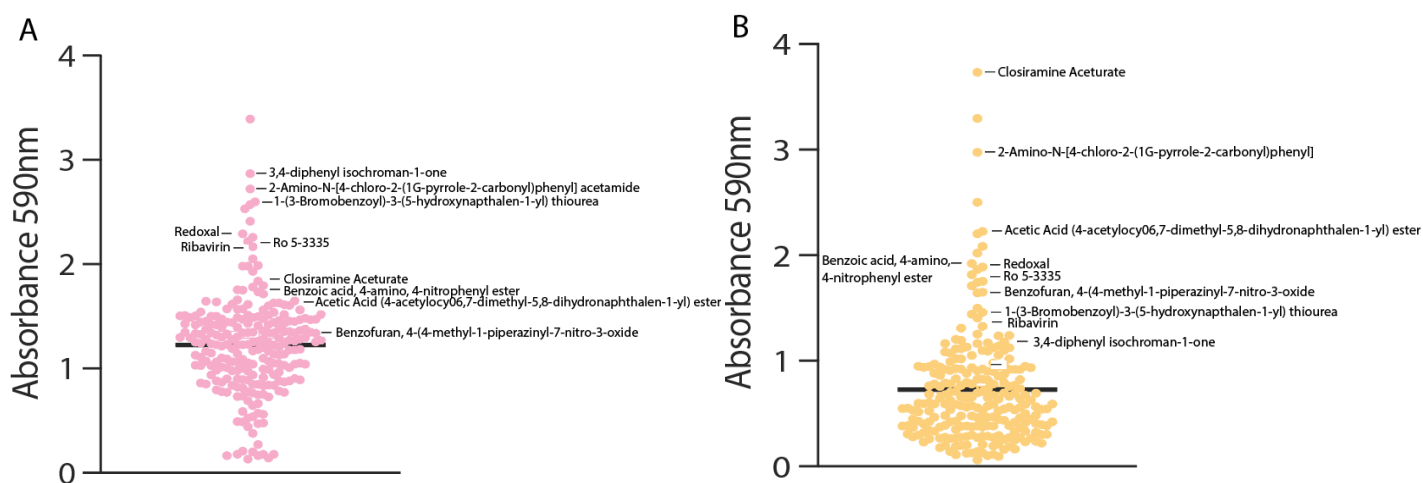 A
Absorbance 590nm
4
3
2
1
0
3,4-diphenyl isochroman-1-one
2-Amino-N-[4-chloro-2-(1G-pyrrole-2-carbonyl)phenyl] acetamide
1-(3-Bromobenzoyl)-3-(5-hydroxynapthalen-1-yl) thiourea
Redoxal
Ro 5-3335
Ribavirin
Closiramine Aceturate
Benzoic acid, 4-amino, 4-nitrophenyl ester
Acetic Acid (4-acetylocy06,7-dimethyl-5,8-dihydronaphthalen-1-yl) ester
Benzofuran, 4-(4-methyl-1-piperazinyl-7-nitro-3-oxide
B
Absorbance 590nm
4
3
2
1
0
Closiramine Aceturate
2-Amino-N-[4-chloro-2-(1G-pyrrole-2-carbonyl)phenyl]
Acetic Acid (4-acetylocy06,7-dimethyl-5,8-dihydronaphthalen-1-yl) ester
Benzoic acid, 4-amino,
4-nitrophenyl ester
Redoxal
Ro 5-3335
Benzofuran, 4-(4-methyl-1-piperazinyl-7-nitro-3-oxide
1-(3-Bromobenzoyl)-3-(5-hydroxynapthalen-1-yl) thiourea
Ribavirin
3,4-diphenyl isochroman-1-one